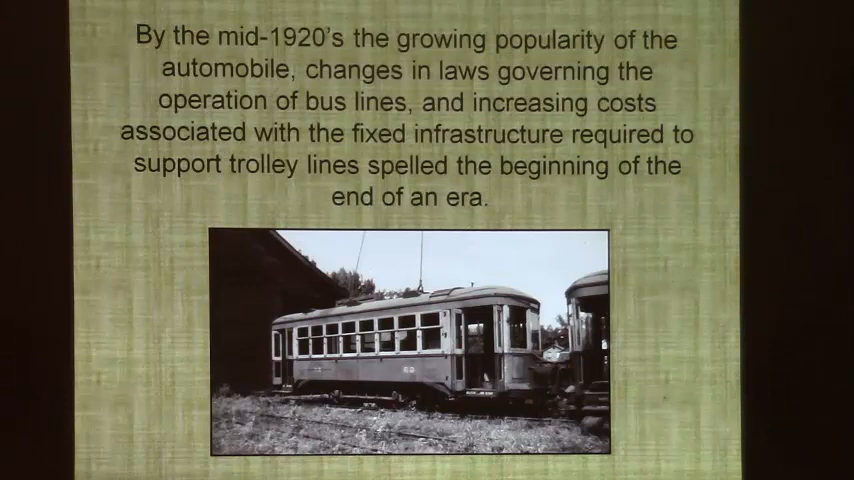 By the mid-1920's the growing popularity of the
automobile, changes in laws governing the
operation of bus lines, and increasing costs
associated with the fixed infrastructure required to
support trolley lines spelled the beginning of the
end of an era.